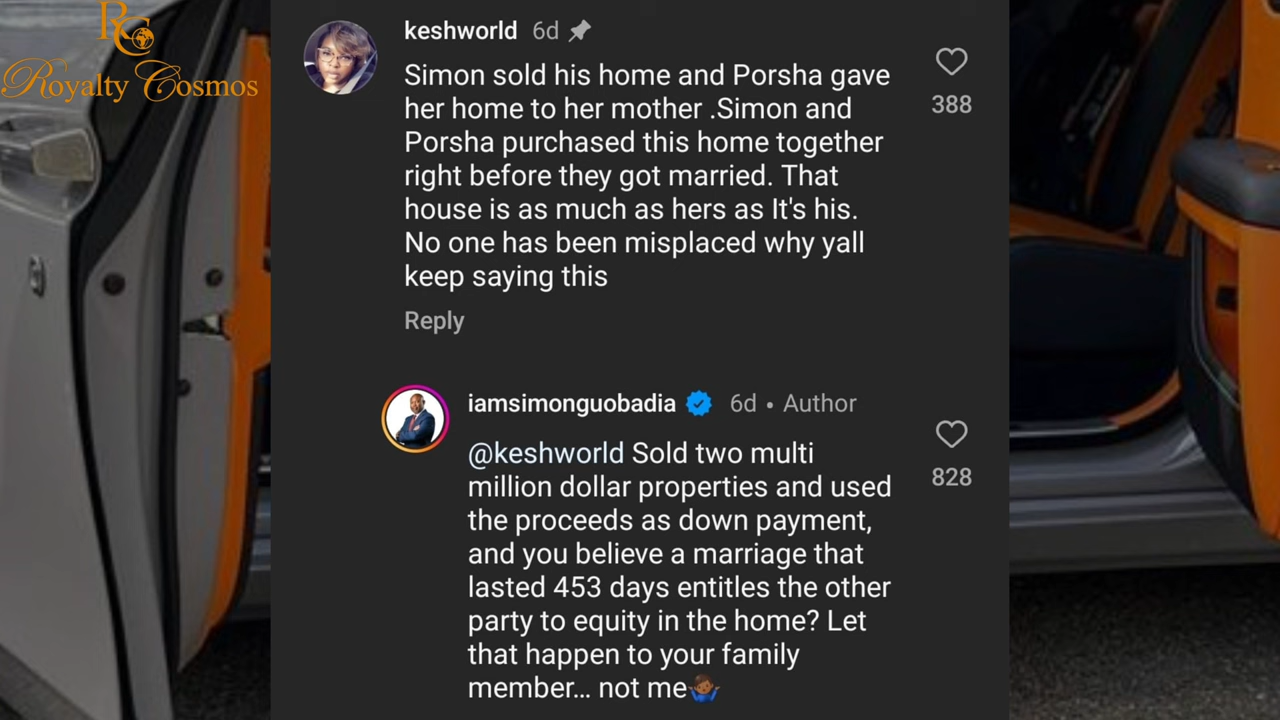 RC
Royalty Cosmos
keshworld 6d
Simon sold his home and Porsha gave
her home to her mother .Simon and
Porsha purchased this home together
right before they got married. That
house is as much as hers as It's his.
No one has been misplaced why yall
keep saying this
388
Reply
iamsimonguobadia 6d • Author
@keshworld Sold two multi
million dollar properties and used
the proceeds as down payment,
and you believe a marriage that
lasted 453 days entitles the other
party to equity in the home? Let
that happen to your family
member... not me🤷🏾‍♂️
828